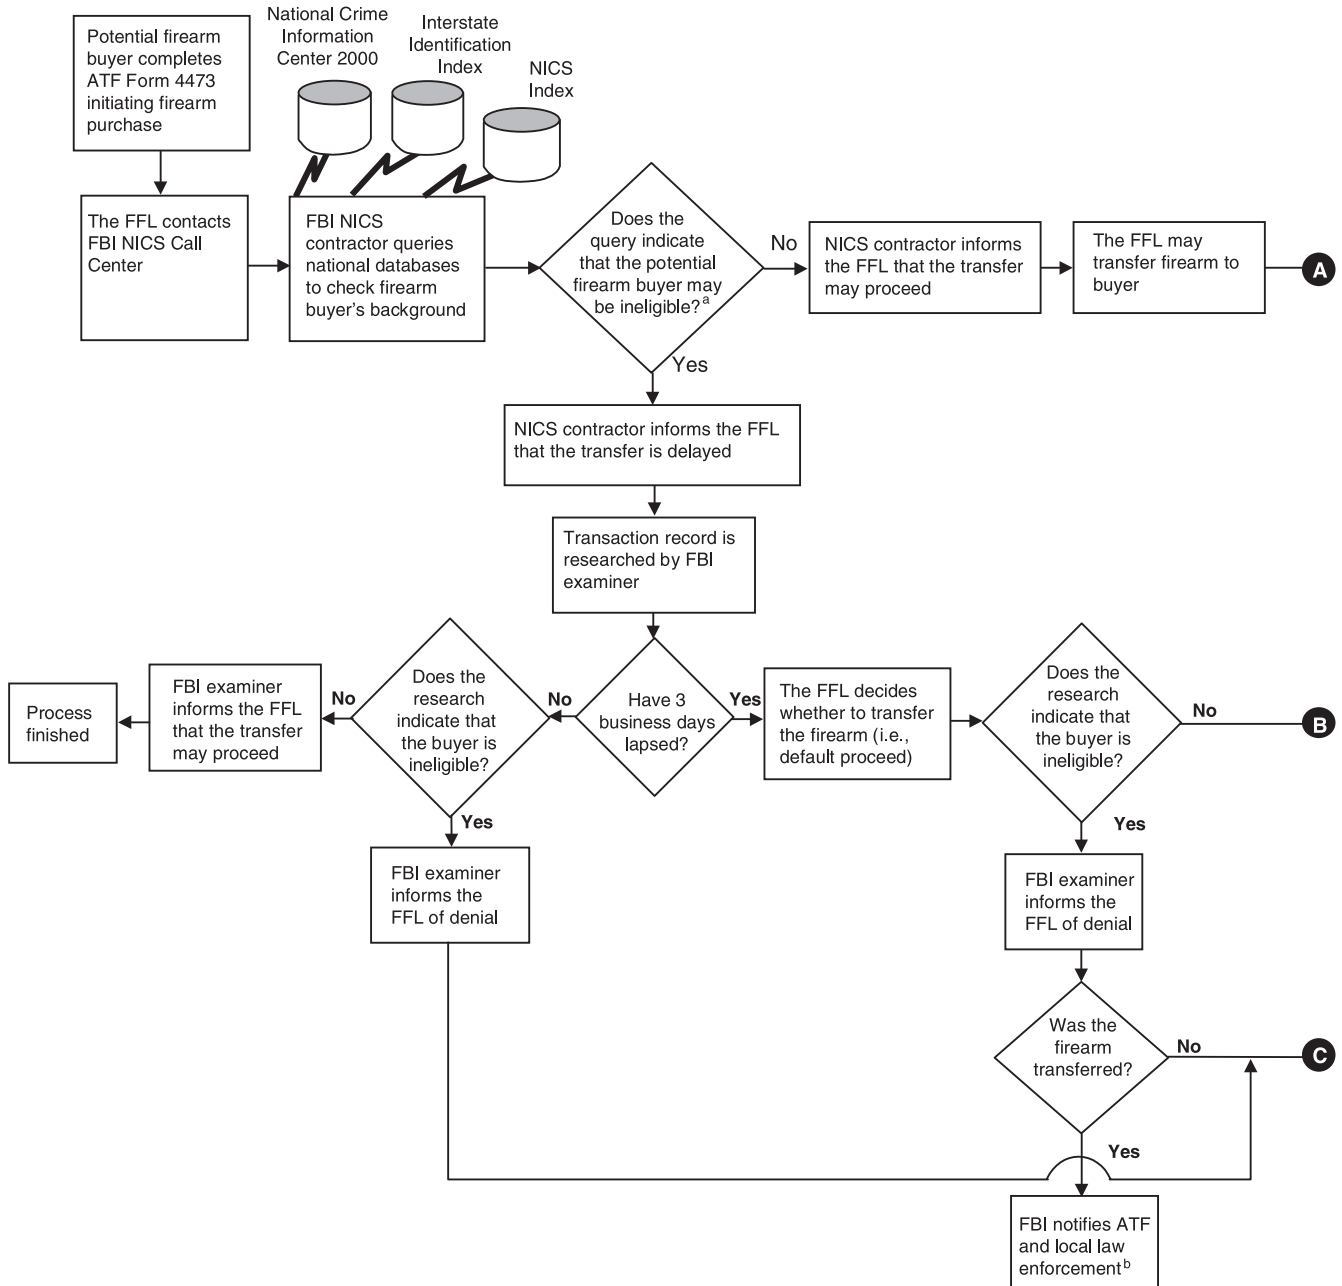 Potential firearm
buyer completes
ATF Form 4473
initiating firearm
purchase
National Crime
Information
Center 2000
Interstate
Identification
Index
NICS
Index
The FFL contacts
FBI NICS Call
Center
FBI NICS
contractor queries
national databases
to check firearm
buyer's background
Does the
query indicate
that the potential
firearm buyer may
be ineligible?a
No
NICS contractor informs
the FFL that the transfer
may proceed
The FFL may
transfer firearm to
buyer
A
Yes
NICS contractor informs the FFL
that the transfer is delayed
Transaction record is
researched by FBI
examiner
Process
finished
FBI examiner
informs the FFL
that the transfer
may proceed
No
Does the
research
indicate that
the buyer is
ineligible?
No
Have 3
business days
lapsed?
Yes
The FFL decides
whether to transfer
the firearm (i.e.,
default proceed)
Does the
research
indicate that
the buyer is
ineligible?
No
B
Yes
FBI examiner
informs the
FFL of denial
Yes
FBI examiner
informs the
FFL of denial
Was the
firearm
transferred?
No
C
Yes
FBI notifies ATF
and local law
enforcementb